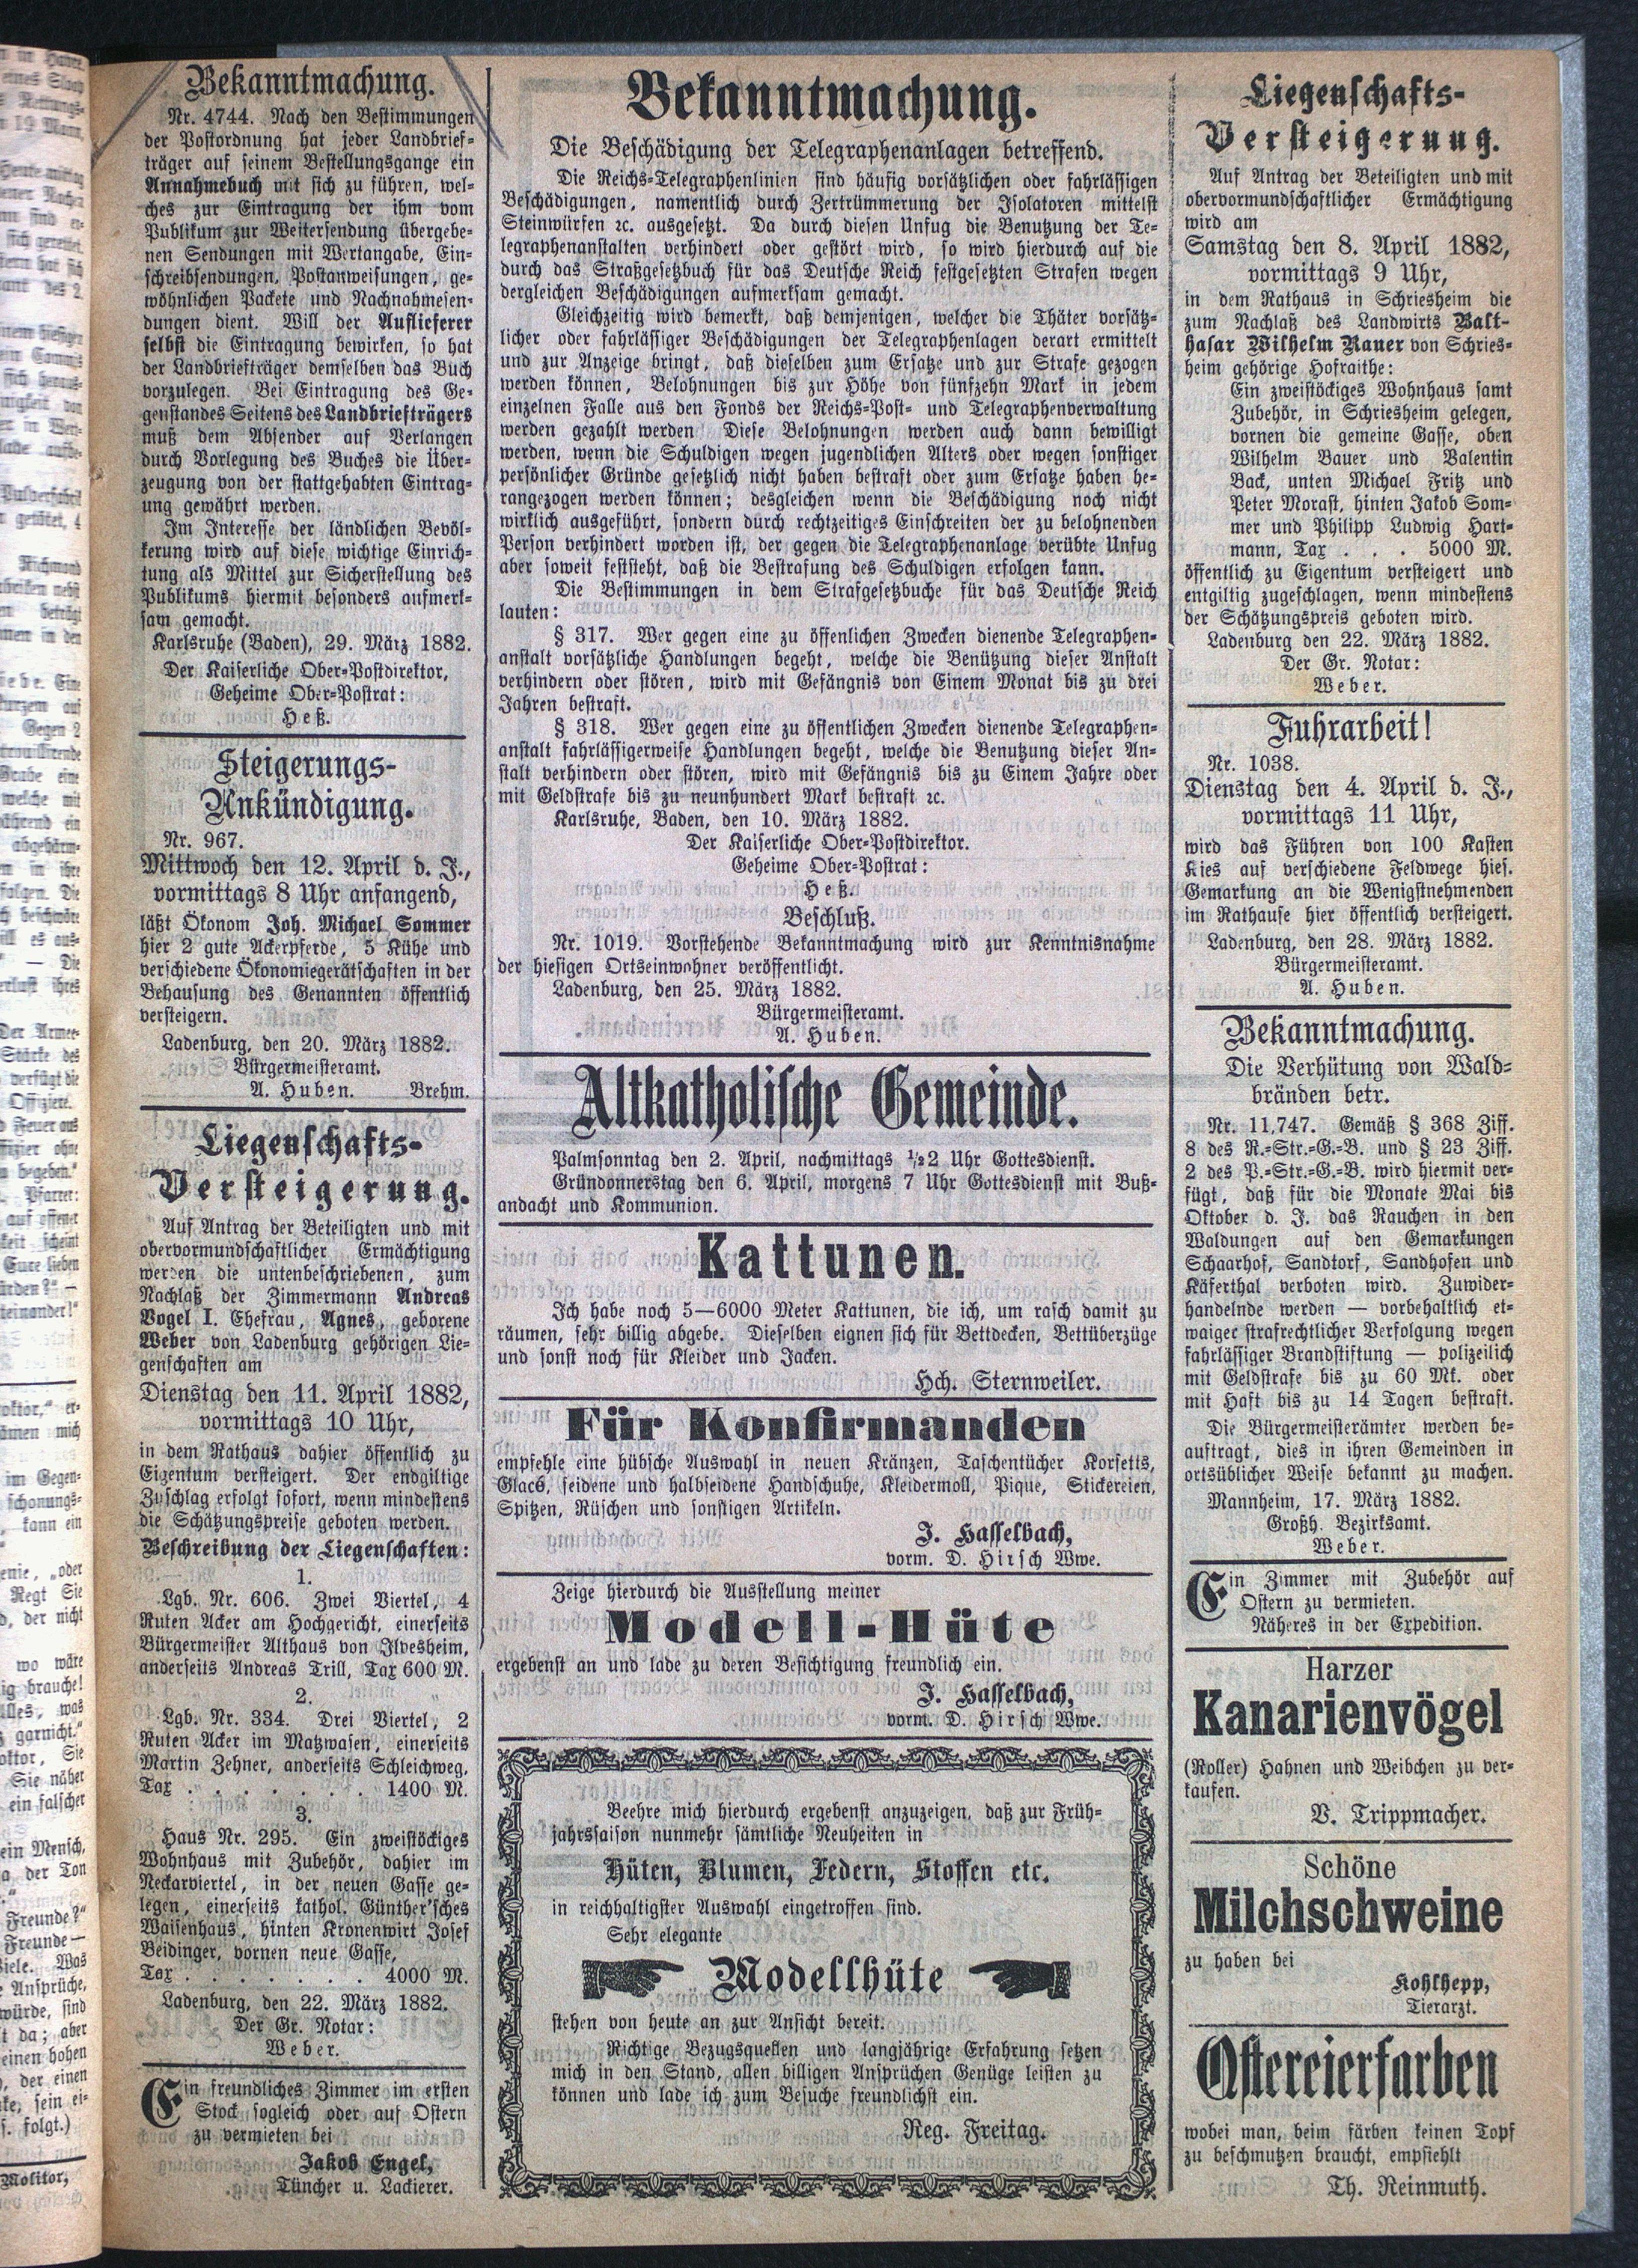 Bekanntmachung.
Nr. 4744. Nach den Bestimmungen
der Postordnung hat jeder Landbrief-
träger auf seinem Bestellungsgange ein
Annahmebuch mit sich zu führen, wel-
ches zur Eintragung der ihm vom
Publikum zur Weitersendung übergebe-
nen Sendungen mit Wertangabe, Ein-
schreibsendungen, Postanweisungen, ge-
wöhnlichen Packete und Nachnahmesen-
dungen dient. Will der Auflieferer
selbst die Eintragung bewirken, so hat
der Landbriefträger demselben das Buch
vorzulegen. Bei Eintragung des Ge-
genstandes Seitens des Landbriefträgers
muß dem Absender auf Verlangen
durch Vorlegung des Buches die Über-
zeugung von der stattgehabten Eintrag-
ung gewährt werden.
Im Interesse der ländlichen Bevöl-
kerung wird auf diese wichtige Einrich-
tung als Mittel zur Sicherstellung des
Publikums hiermit besonders aufmerk-
sam gemacht.
Karlsruhe (Baden), 29. März 1882.
Der Kaiserliche Ober-Postdirektor,
Geheime Ober-Postrat:
Heß.
Steigerungs-
Ankündigung.
Nr. 967.
Mittwoch den 12. April d. J.,
vormittags 8 Uhr anfangend,
läßt Ökonom Joh. Michael Sommer
hier 2 gute Ackerpferde, 5 Kühe und
verschiedene Ökonomiegerätschaften in der
Behausung des Genannten öffentlich
versteigern.
Ladenburg, den 20. März 1882.
Bürgermeisteramt.
A. Huben. Brehm.
Liegenschafts-
Versteigerung.
Auf Antrag der Beteiligten und mit
obervormundschaftlicher Ermächtigung
werden die untenbeschriebenen, zum
Nachlaß der Zimmermann Andreas
Vogel I. Ehefrau, Agnes, geborene
Weber von Ladenburg gehörigen Lie-
genschaften am
Dienstag den 11. April 1882,
vormittags 10 Uhr,
in dem Rathaus dahier öffentlich zu
Eigentum versteigert. Der endgiltige
Zuschlag erfolgt sofort, wenn mindestens
die Schätzungspreise geboten werden.
Beschreibung der Liegenschaften:
1.
Lgb. Nr. 606. Zwei Viertel, 4
Ruten Acker am Hochgericht, einerseits
Bürgermeister Althaus von Ilvesheim,
anderseits Andreas Trill, Tax 600 M.
2.
Lgb. Nr. 334. Drei Viertel, 2
Ruten Acker im Matzwasen, einerseits
Martin Zehner, anderseits Schleichweg,
Tax . . . . . . . 1400 M.
3.
Haus Nr. 295. Ein zweistöckiges
Wohnhaus mit Zubehör, dahier im
Neckarviertel, in der neuen Gasse ge-
legen, einerseits kathol. Günther'sches
Waisenhaus, hinten Kronenwirt Josef
Beidinger, vornen neue Gasse,
Tax . . . . . . . 4000 M.
Ladenburg, den 22. März 1882.
Der Gr. Notar:
Weber.
Ein freundliches Zimmer im ersten
Stock sogleich oder auf Ostern
zu vermieten bei
Jakob Engel,
Tüncher u. Lackierer.
Bekanntmachung.
Die Beschädigung der Telegraphenanlagen betreffend.
Die Reichs-Telegraphenlinien sind häufig vorsätzlichen oder fahrlässigen
Beschädigungen, namentlich durch Zertrümmerung der Isolatoren mittelst
Steinwürfen ꝛc. ausgesetzt. Da durch diesen Unfug die Benutzung der Te-
legraphenanstalten verhindert oder gestört wird, so wird hierdurch auf die
durch das Straßgesetzbuch für das Deutsche Reich festgesetzten Strafen wegen
dergleichen Beschädigungen aufmerksam gemacht.
Gleichzeitig wird bemerkt, daß demjenigen, welcher die Thäter vorsätz-
licher oder fahrlässiger Beschädigungen der Telegraphenlagen derart ermittelt
und zur Anzeige bringt, daß dieselben zum Ersatze und zur Strafe gezogen
werden können, Belohnungen bis zur Höhe von fünfzehn Mark in jedem
einzelnen Falle aus den Fonds der Reichs-Post- und Telegraphenverwaltung
werden gezahlt werden Diese Belohnungen werden auch dann bewilligt
werden, wenn die Schuldigen wegen jugendlichen Alters oder wegen sonstiger
persönlicher Gründe gesetzlich nicht haben bestraft oder zum Ersatze haben he-
rangezogen werden können; desgleichen wenn die Beschädigung noch nicht
wirklich ausgeführt, sondern durch rechtzeitiges Einschreiten der zu belohnenden
Person verhindert worden ist, der gegen die Telegraphenanlage verübte Unfug
aber soweit feststeht, daß die Bestrafung des Schuldigen erfolgen kann.
Die Bestimmungen in dem Strafgesetzbuche für das Deutsche Reich
lauten:
§ 317. Wer gegen eine zu öffenlichen Zwecken dienende Telegraphen-
anstalt vorsätzliche Handlungen begeht, welche die Benützung dieser Anstalt
verhindern oder stören, wird mit Gefängnis von Einem Monat bis zu drei
Jahren bestraft.
§ 318. Wer gegen eine zu öffentlichen Zwecken dienende Telegraphen-
anstalt fahrlässigerweise Handlungen begeht, welche die Benutzung dieser An-
stalt verhindern oder stören, wird mit Gefängnis bis zu Einem Jahre oder
mit Geldstrafe bis zu neunhundert Mark bestraft ꝛc.
Karlsruhe, Baden, den 10. März 1882.
Der Kaiserliche Ober-Postdirektor.
Geheime Ober-Postrat:
Heß.
Beschluß.
Nr. 1019. Vorstehende Bekanntmachung wird zur Kenntnisnahme
der hiesigen Ortseinwohner veröffentlicht.
Ladenburg, den 25. März 1882.
Bürgermeisteramt.
A. Huben.
Altkatholische Gemeinde.
Palmsonntag den 2. April, nachmittags ½2 Uhr Gottesdienst.
Gründonnerstag den 6. April, morgens 7 Uhr Gottesdienst mit Buß-
andacht und Kommunion.
Kattunen.
Ich habe noch 5—6000 Meter Kattunen, die ich, um rasch damit zu
räumen, sehr billig abgebe. Dieselben eignen sich für Bettdecken, Bettüberzüge
und sonst noch für Kleider und Jacken.
Hch. Sternweiler.
Für Konfirmanden
empfehle eine hübsche Auswahl in neuen Kränzen, Taschentücher Korsetts,
Glacé, seidene und halbseidene Handschuhe, Kleidermoll, Pique, Stickereien,
Spitzen, Rüschen und sonstigen Artikeln.
J. Hasselbach,
vorm. D. Hirsch Wwe.
Zeige hierdurch die Ausstellung meiner
Modell-Hüte
ergebenst an und lade zu deren Besichtigung freundlich ein.
J. Hasselbach,
vorm. D. Hirsch Wwe.
Beehre mich hierdurch ergebenst anzuzeigen, daß zur Früh-
jahrssaison nunmehr sämtliche Neuheiten in
Hüten, Blumen, Federn, Stoffen etc.
in reichhaltigster Auswahl eingetroffen sind.
Sehr elegante
Modellhüte
stehen von heute an zur Ansicht bereit.
Richtige Bezugsquellen und langjährige Erfahrung setzen
mich in den Stand, allen billigen Ansprüchen Genüge leisten zu
können und lade ich zum Besuche freundlichst ein.
Reg. Freitag.
Liegenschafts-
Versteigerung.
Auf Antrag der Beteiligten und mit
obervormundschaftlicher Ermächtigung
wird am
Samstag den 8. April 1882,
vormittags 9 Uhr,
in dem Rathaus in Schriesheim die
zum Nachlaß des Landwirts Balt-
hasar Wilhelm Bauer von Schries-
heim gehörige Hofraithe:
Ein zweistöckiges Wohnhaus samt
Zubehör, in Schriesheim gelegen,
vornen die gemeine Gasse, oben
Wilhelm Bauer und Valentin
Back, unten Michael Fritz und
Peter Morast, hinten Jakob Som-
mer und Philipp Ludwig Hart-
mann, Tax . . . 5000 M.
öffentlich zu Eigentum versteigert und
entgiltig zugeschlagen, wenn mindestens
der Schätzungspreis geboten wird.
Ladenburg den 22. März 1882.
Der Gr. Notar:
Weber.
Fuhrarbeit!
Nr. 1038.
Dienstag den 4. April d. J.,
vormittags 11 Uhr,
wird das Führen von 100 Kasten
Kies auf verschiedene Feldwege hies.
Gemarkung an die Wenigstnehmenden
im Rathause hier öffentlich versteigert.
Ladenburg, den 28. März 1882.
Bürgermeisteramt.
A. Huben.
Bekanntmachung.
Die Verhütung von Wald-
bränden betr.
Nr. 11,747. Gemäß § 368 Ziff.
8 des R.-Str.-G.-B. und § 23 Ziff.
2 des P.-Str.-G.-B. wird hiermit ver-
fügt, daß für die Monate Mai bis
Oktober d. J. das Rauchen in den
Waldungen auf den Gemarkungen
Schaarhof, Sandtorf, Sandhofen und
Käferthal verboten wird. Zuwider-
handelnde werden — vorbehaltlich et-
waiger strafrechtlicher Verfolgung wegen
fahrlässiger Brandstiftung — polizeilich
mit Geldstrafe bis zu 60 Mk. oder
mit Haft bis zu 14 Tagen bestraft.
Die Bürgermeisterämter werden be-
auftragt, dies in ihren Gemeinden in
ortsüblicher Weise bekannt zu machen.
Mannheim, 17. März 1882.
Großh. Bezirksamt.
Weber.
Ein Zimmer mit Zubehör auf
Ostern zu vermieten.
Näheres in der Expedition.
Harzer
Kanarienvögel
(Roller) Hahnen und Weibchen zu ver-
kaufen.
V. Trippmacher.
Schöne
Milchschweine
zu haben bei
Kohlhepp,
Tierarzt.
Ostereierfarben
wobei man, beim färben keinen Topf
zu beschmutzen braucht, empfiehlt
Th. Reinmuth.